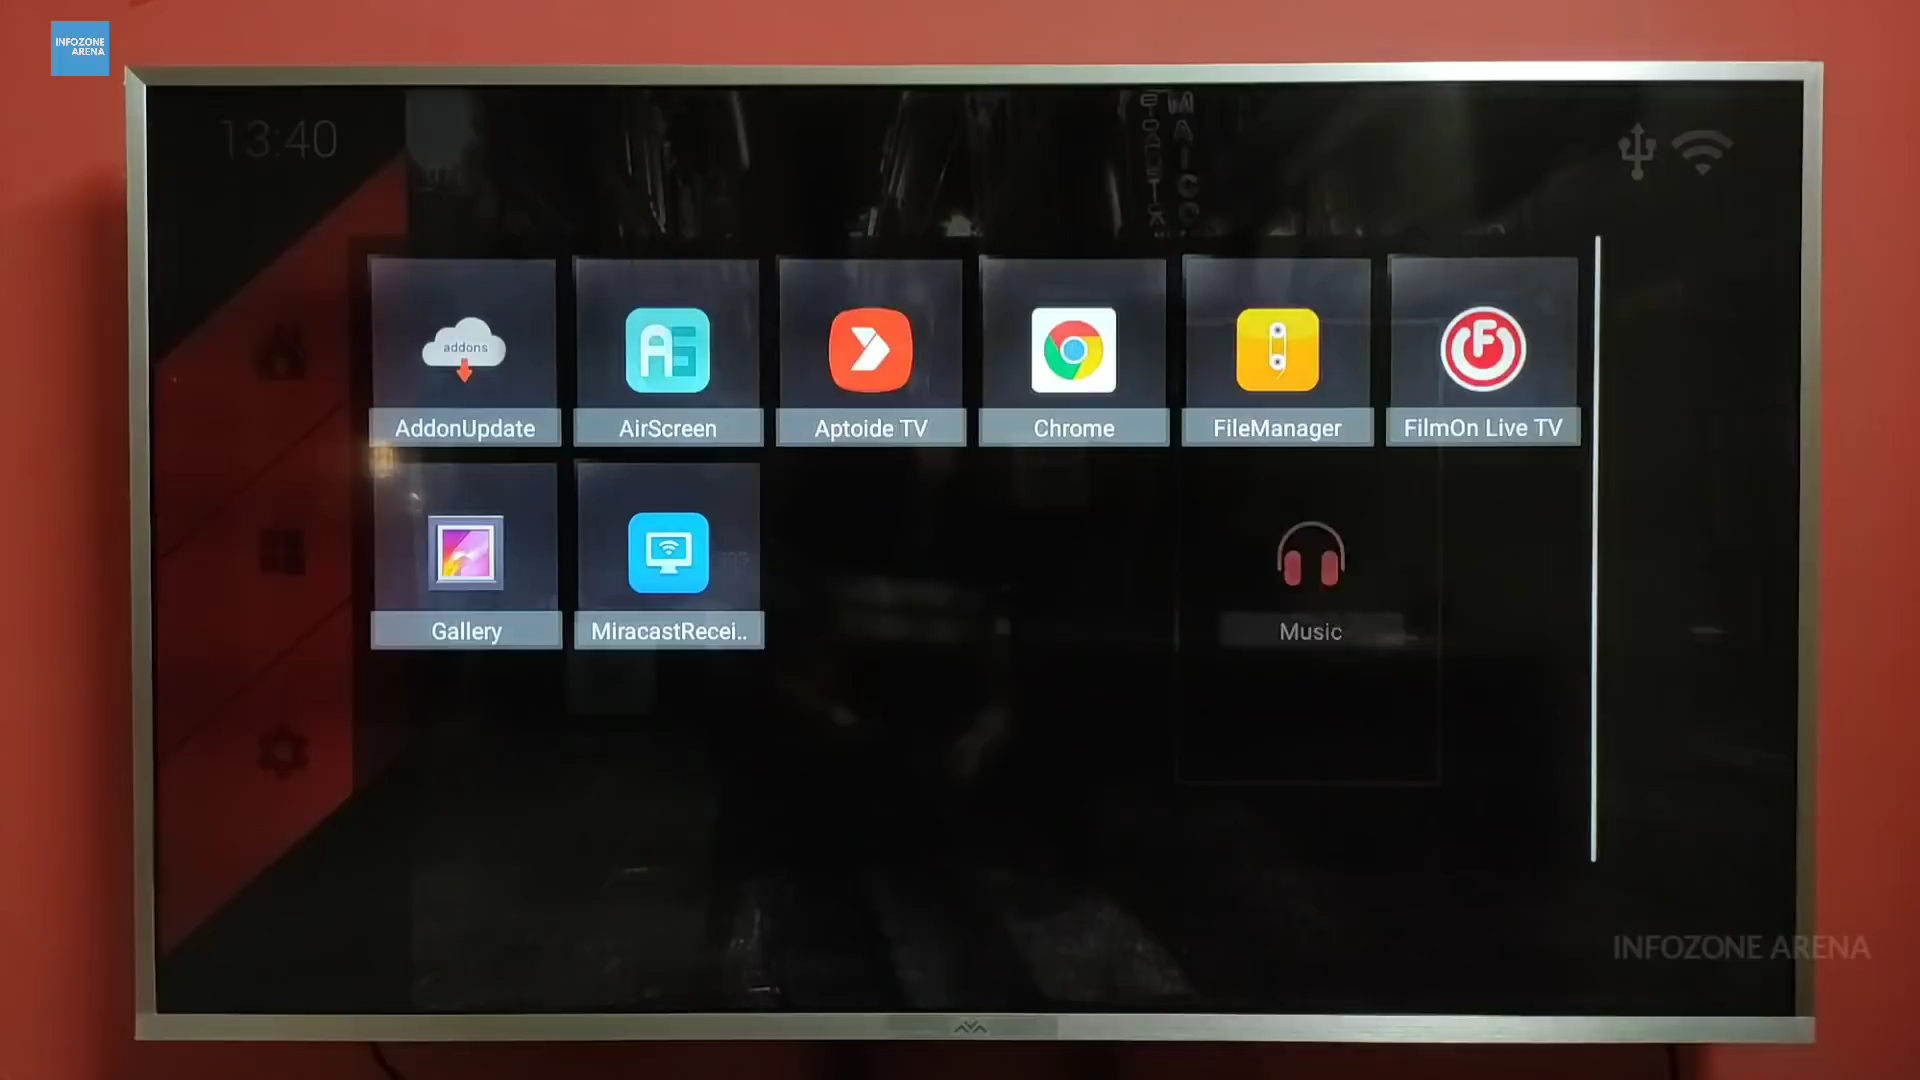 INFOZONE
ARENA
13:40
addons
AddonUpdate
AirScreen
Aptoide TV
Chrome
FileManager
FilmOn Live TV
Gallery
MiracastRecei..
Music
INFOZONE ARENA